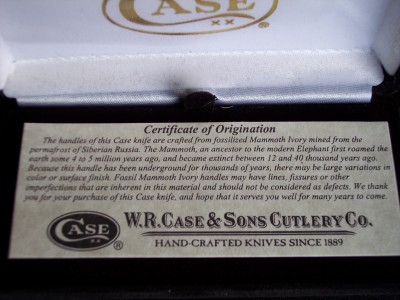 CASE
XX
Certificate of Origination
The handles of this Case knife are crafted from fossilized Mammoth Ivory mined from the
permafrost of Siberian Russia. The Mammoth, an ancestor to the modern Elephant first roamed the
earth some 4 to 5 million years ago, and became extinct between 12 and 40 thousand years ago.
Because this handle has been underground for thousands of years, there may be large variations in
color or surface finish. Fossil Mammoth Ivory handles may have lines, fissures or other
imperfections that are inherent in this material and should not be considered as defects. We thank
you for your purchase of this Case knife, and hope that it serves you well for many years to come.
CASE
XX
®
W.R. CASE & SONS CUTLERY CO.
HAND-CRAFTED KNIVES SINCE 1889